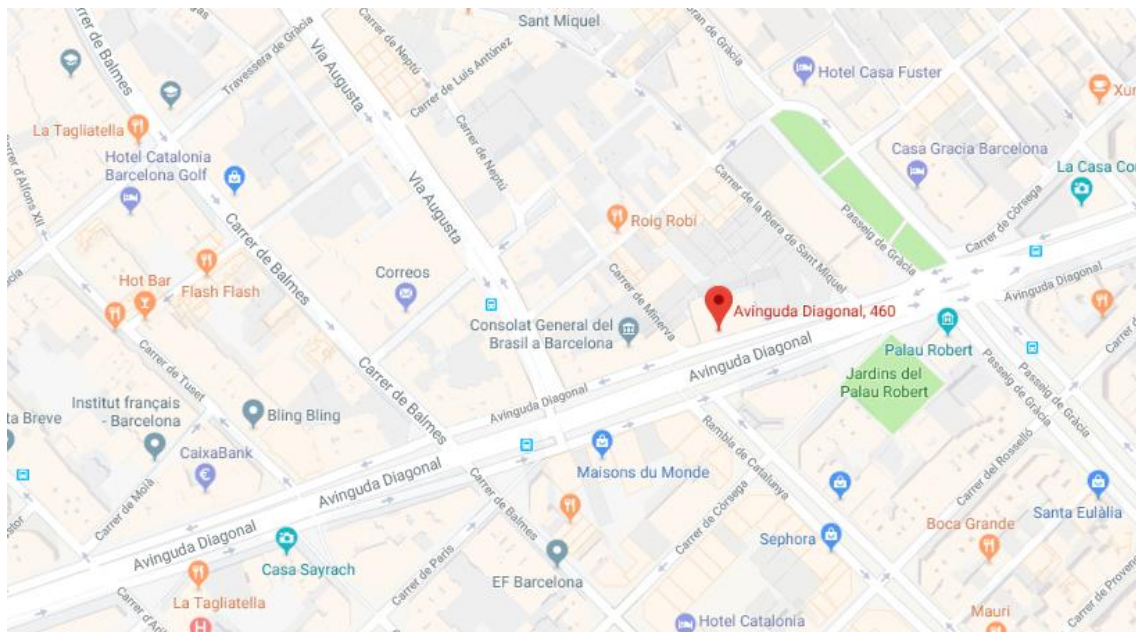 Sant Miquel
Carrer de Balmes
Travessera de Gràcia
Via Augusta
Carrer de Neptú
Carrer de Luis Antúnez
Hotel Casa Fuster
La Tagliatella
Hotel Catalonia
Barcelona Golf
Carrer de Neptú
Casa Gracia Barcelona
La Casa
Via Augusta
Carrer de la Riera de Sant Miquel
Passeig de Gràcia
Carrer de Còrsega
Roig Robí
Carrer de Balmes
Hot Bar
Flash Flash
Correos
Carrer de Minerva
Consolat General del
Brasil a Barcelona
Avinguda Diagonal, 460
Avinguda Diagonal
Avinguda Diagonal
Palau Robert
Jardins del
Palau Robert
Carrer de Tuset
Carrer de Balmes
Avinguda Diagonal
Passeig de Gràcia
Passeig de Gràcia
Institut français
- Barcelona
Bling Bling
CaixaBank
Carrer de Moià
Avinguda Diagonal
Maisons du Monde
Rambla de Catalunya
Carrer del Rosselló
Carrer de Còrsega
Santa Eulàlia
Avinguda Diagonal
Carrer de Balmes
Sephora
Boca Grande
Casa Sayrach
Carrer de París
EF Barcelona
La Tagliatella
Hotel Catalonia
Mauri